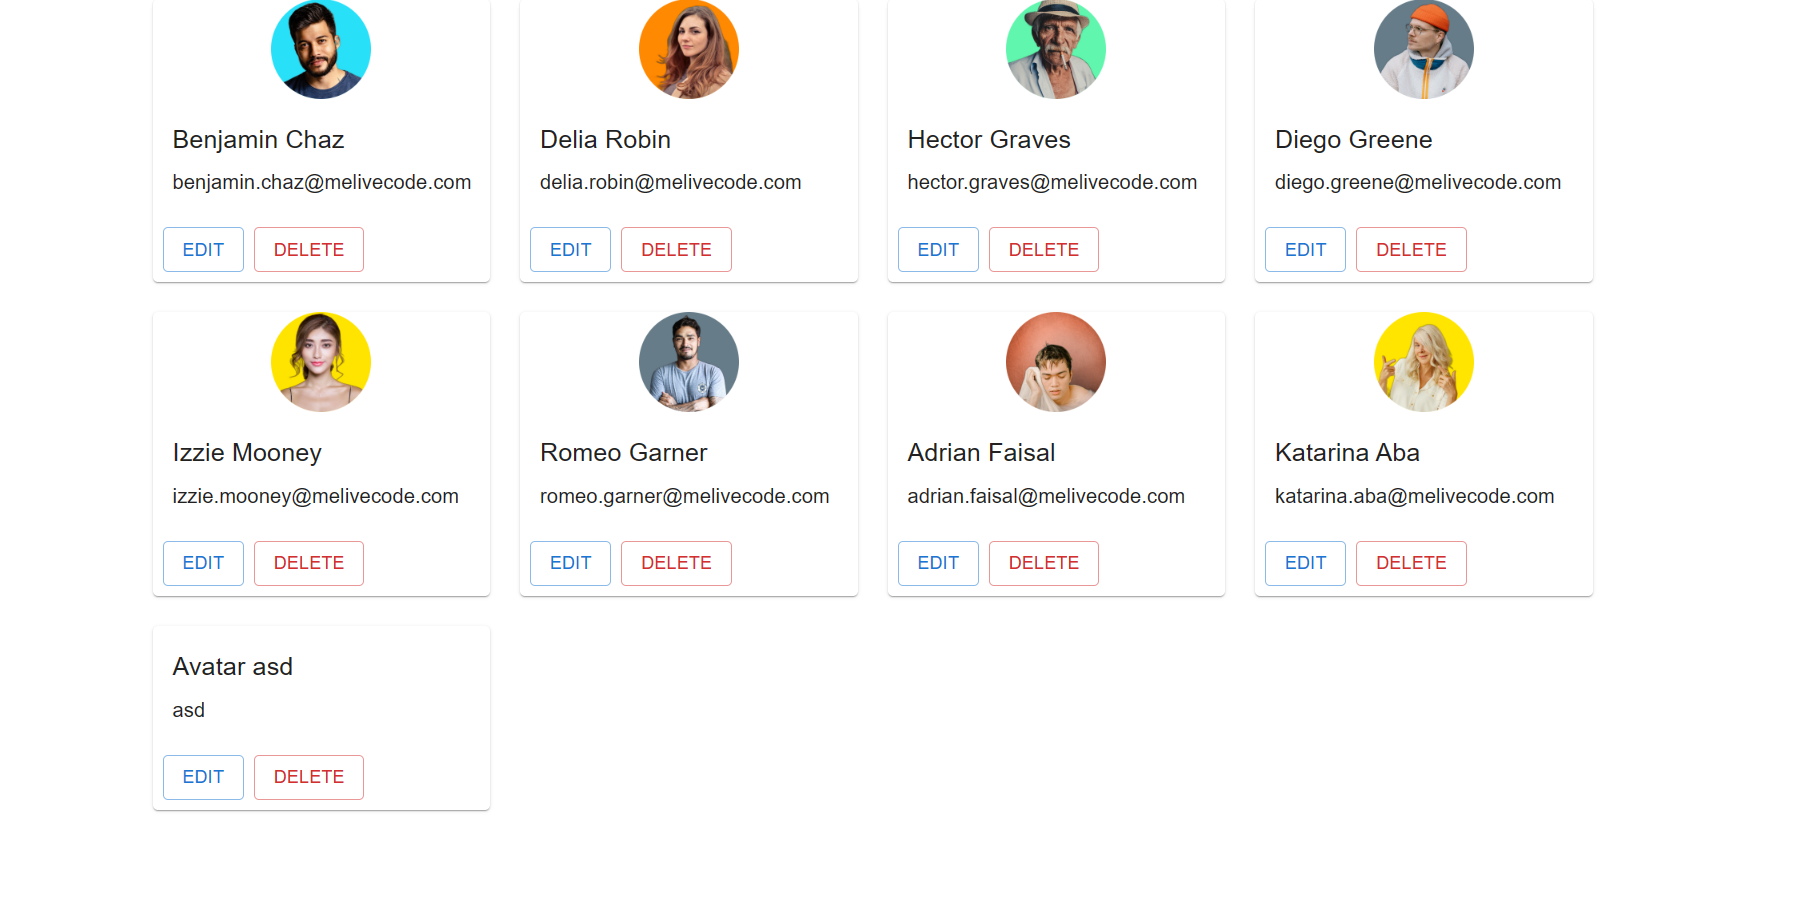 Benjamin Chaz
benjamin.chaz@melivecode.com
EDIT DELETE
Delia Robin
delia.robin@melivecode.com
EDIT DELETE
Hector Graves
hector.graves@melivecode.com
EDIT DELETE
Diego Greene
diego.greene@melivecode.com
EDIT DELETE
Izzie Mooney
izzie.mooney@melivecode.com
EDIT DELETE
Romeo Garner
romeo.garner@melivecode.com
EDIT DELETE
Adrian Faisal
adrian.faisal@melivecode.com
EDIT DELETE
Katarina Aba
katarina.aba@melivecode.com
EDIT DELETE
Avatar asd
asd
EDIT DELETE